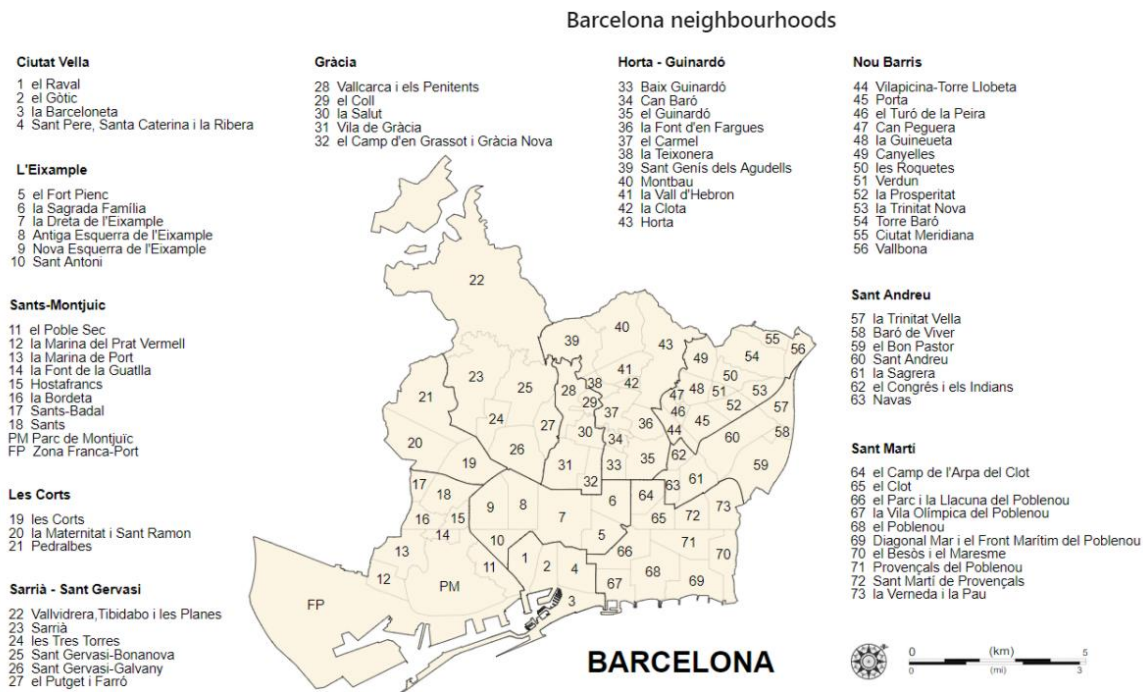 Barcelona neighbourhoods
Ciutat Vella
1 el Raval
2 el Gòtic
3 la Barceloneta
4 Sant Pere, Santa Caterina i la Ribera
L'Eixample
5 el Fort Pienc
6 la Sagrada Família
7 la Dreta de l'Eixample
8 Antiga Esquerra de l'Eixample
9 Nova Esquerra de l'Eixample
10 Sant Antoni
Sants-Montjuic
11 el Poble Sec
12 la Marina del Prat Vermell
13 la Marina de Port
14 la Font de la Guatlla
15 Hostafrancs
16 la Bordeta
17 Sants-Badal
18 Sants
PM Parc de Montjuïc
FP Zona Franca-Port
Les Corts
19 les Corts
20 la Maternitat i Sant Ramon
21 Pedralbes
Sarrià - Sant Gervasi
22 Vallvidrera,Tibidabo i les Planes
23 Sarrià
24 les Tres Torres
25 Sant Gervasi-Bonanova
26 Sant Gervasi-Galvany
27 el Putget i Farró
Gràcia
28 Vallcarca i els Penitents
29 el Coll
30 la Salut
31 Vila de Gràcia
32 el Camp d'en Grassot i Gràcia Nova
Horta - Guinardó
33 Baix Guinardó
34 Can Baró
35 el Guinardó
36 la Font d'en Fargues
37 el Carmel
38 la Teixonera
39 Sant Genís dels Agudells
40 Montbau
41 la Vall d'Hebron
42 la Clota
43 Horta
Nou Barris
44 Vilapicina-Torre Llobeta
45 Porta
46 el Turó de la Peira
47 Can Peguera
48 la Guineueta
49 Canyelles
50 les Roquetes
51 Verdun
52 la Prosperitat
53 la Trinitat Nova
54 Torre Baró
55 Ciutat Meridiana
56 Vallbona
Sant Andreu
57 la Trinitat Vella
58 Baró de Viver
59 el Bon Pastor
60 Sant Andreu
61 la Sagrera
62 el Congrés i els Indians
63 Navas
Sant Martí
64 el Camp de l'Arpa del Clot
65 el Clot
66 el Parc i la Llacuna del Poblenou
67 la Vila Olímpica del Poblenou
68 el Poblenou
69 Diagonal Mar i el Front Marítim del Poblenou
70 el Besòs i el Maresme
71 Provençals del Poblenou
72 Sant Martí de Provençals
73 la Verneda i la Pau
22
40
39
43
55
56
54
49
23
25
28
38
41
42
50
53
21
29
47
48
51
57
24
27
37
46
52
58
20
26
30
34
36
44
45
60
19
31
33
35
62
59
17
18
32
64
63
61
73
16
15
9
8
7
6
65
72
14
10
5
66
71
70
13
11
1
2
4
67
68
69
12
PM
3
FP
BARCELONA
0 (km) 5
0 (mi) 3